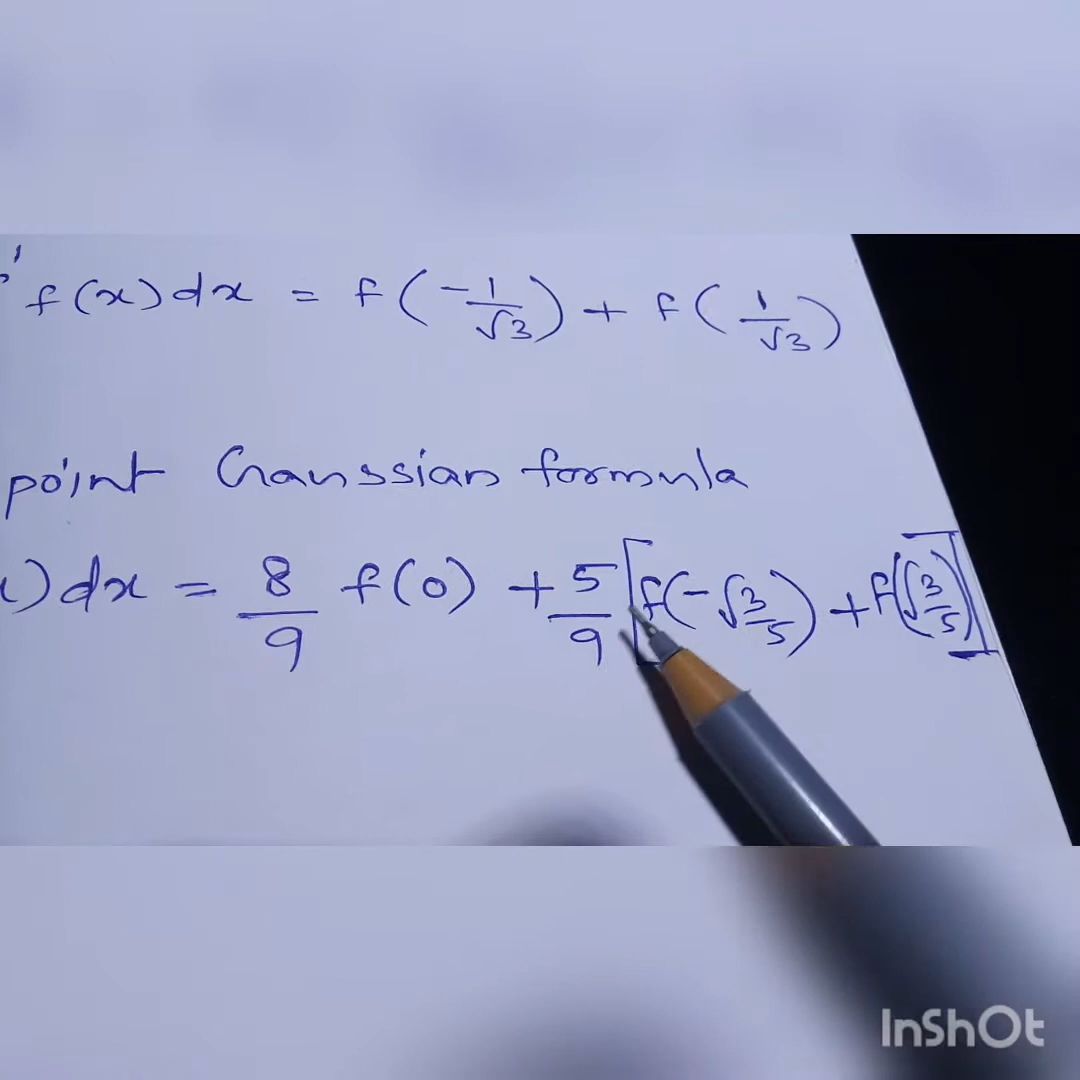 f(x)dx = f(-1/√3) + f(1/√3)
point Gaussian formula
)dx = 8/9 f(0) + 5/9 [f(-√3/5) + f(√3/5)]
InShOt